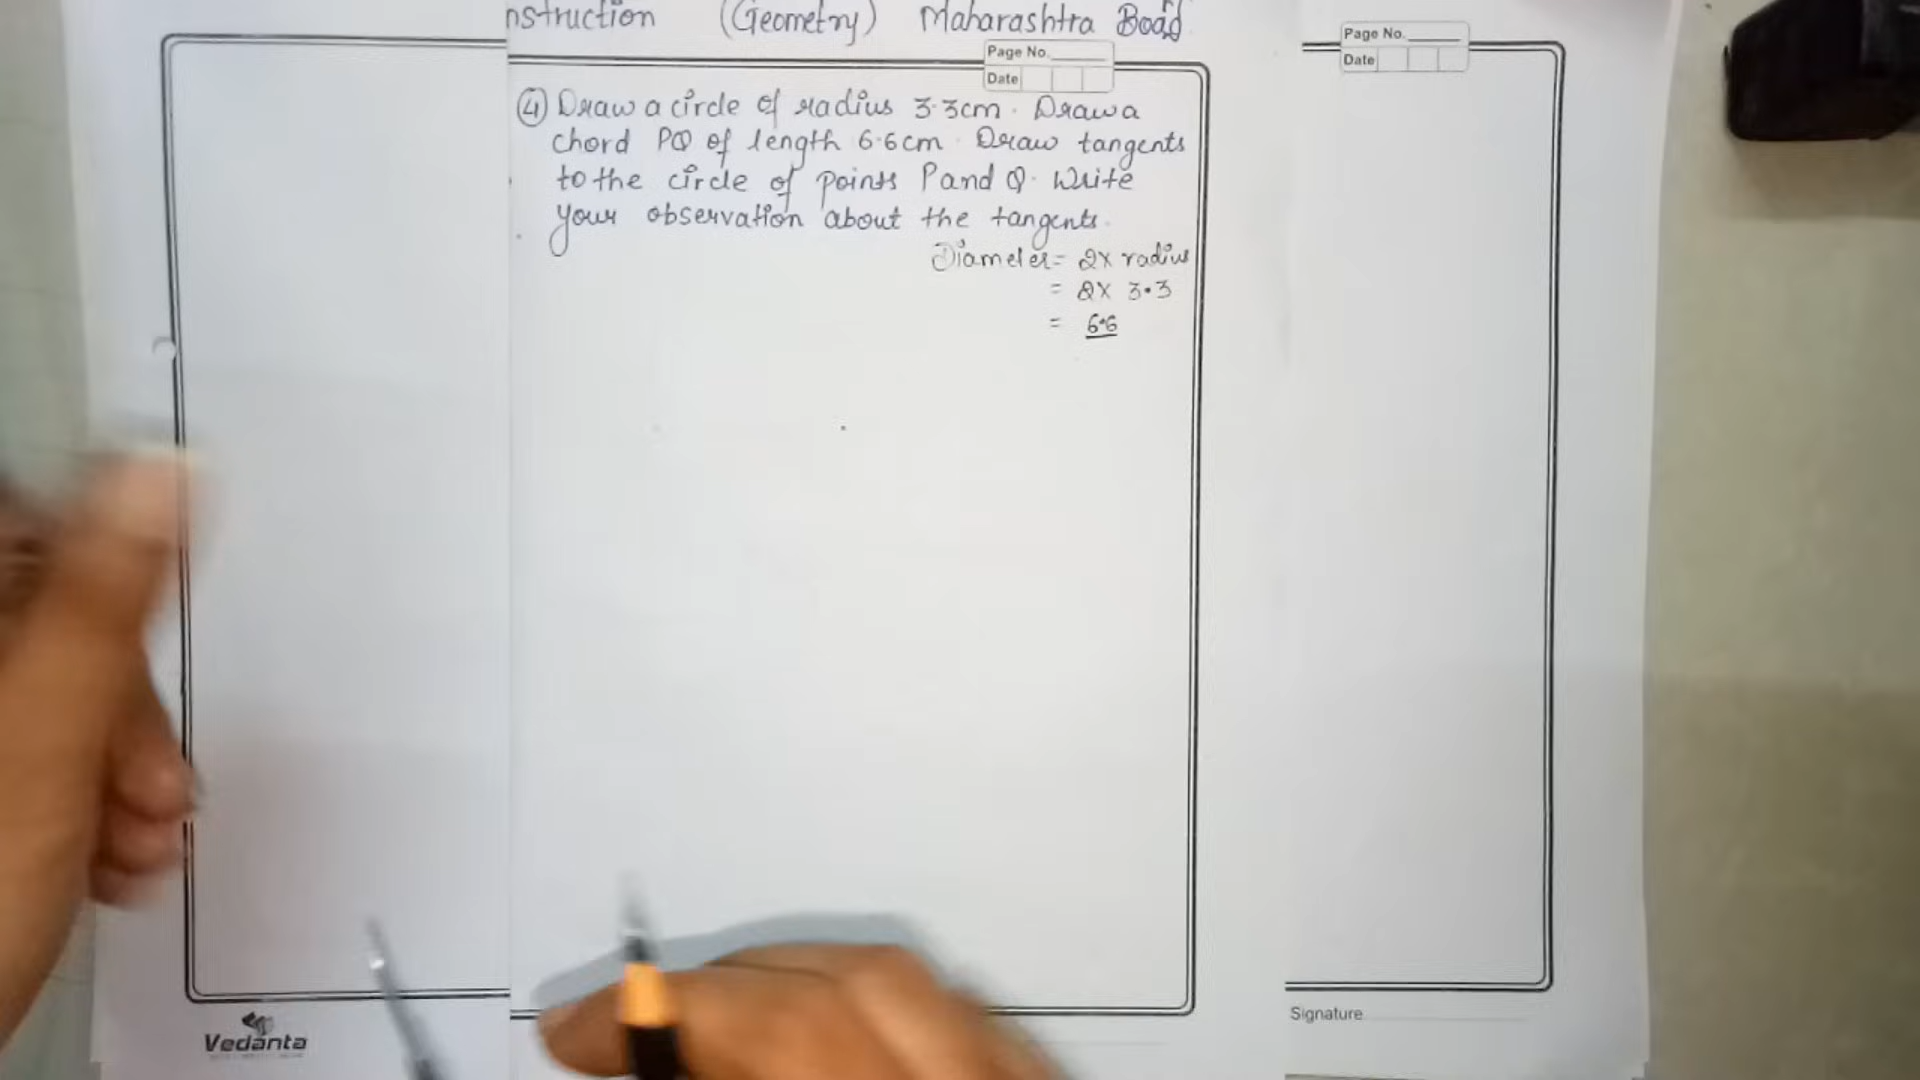 nstruction (Geometry) Maharashtra Board
Page No.
Date
Page No.
Date
④ Draw a circle of radius 3.3cm. Draw a
chord PQ of length 6.6cm. Draw tangents
to the circle of points P and Q. Write
your observation about the tangents.
Diameter = 2x radius
= 2x 3.3
= 6.6
Signature
Vedanta